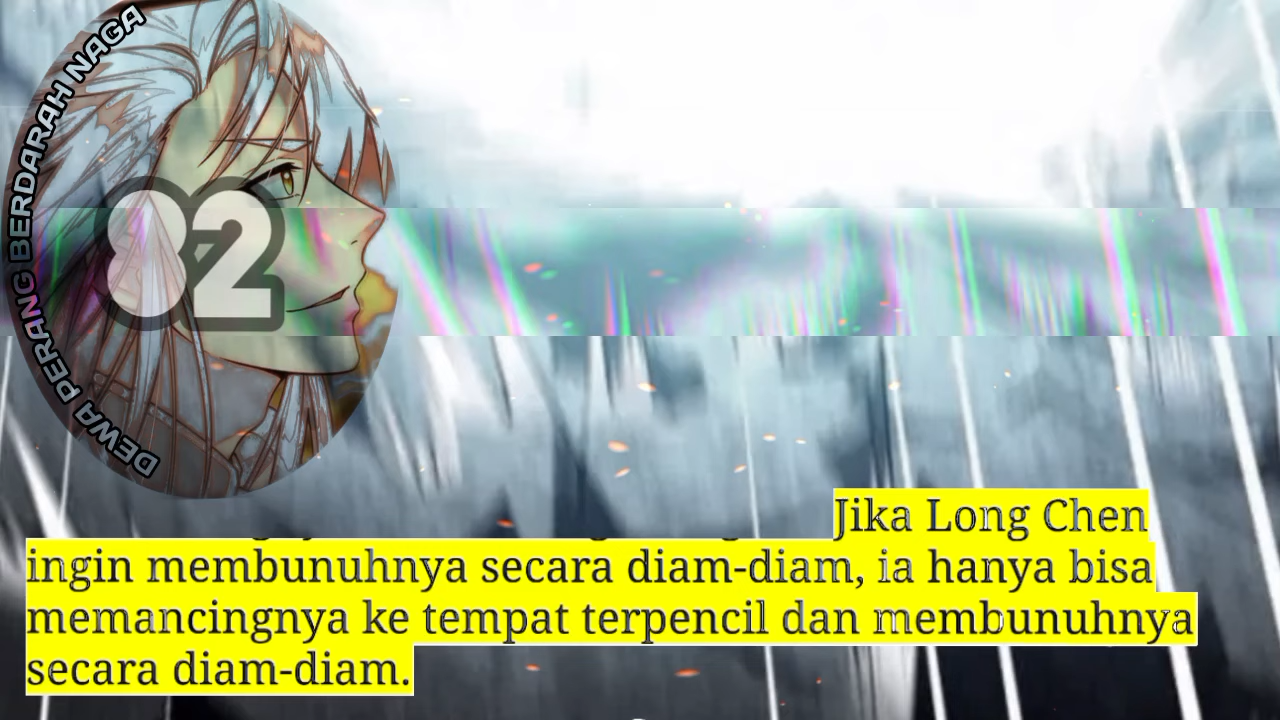 DEWA PERANG BERDARAH NAGA
82
Jika Long Chen
ingin membunuhnya secara diam-diam, ia hanya bisa
memancingnya ke tempat terpencil dan membunuhnya
secara diam-diam.